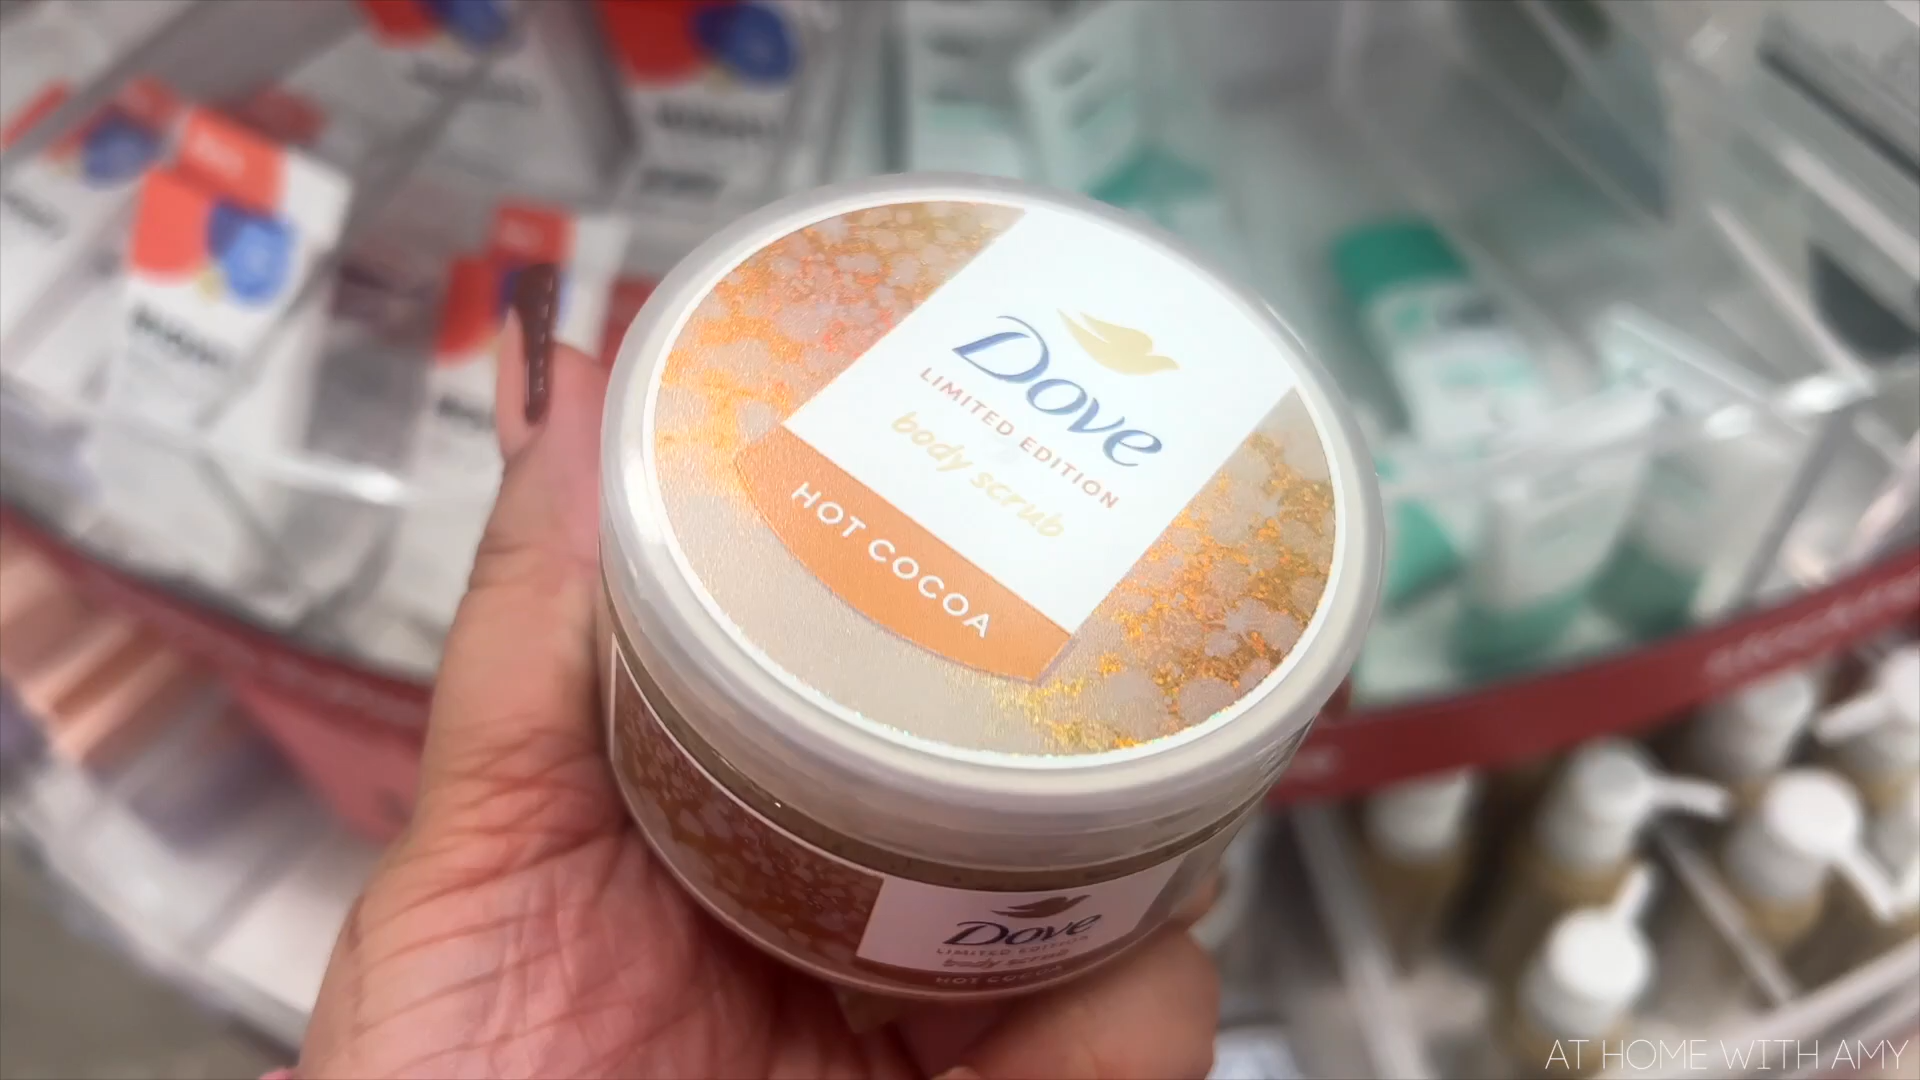 Dove
LIMITED EDITION
body scrub
HOT COCOA
Dove
LIMITED EDITION
body scrub
HOT COCOA
AT HOME WITH AMY